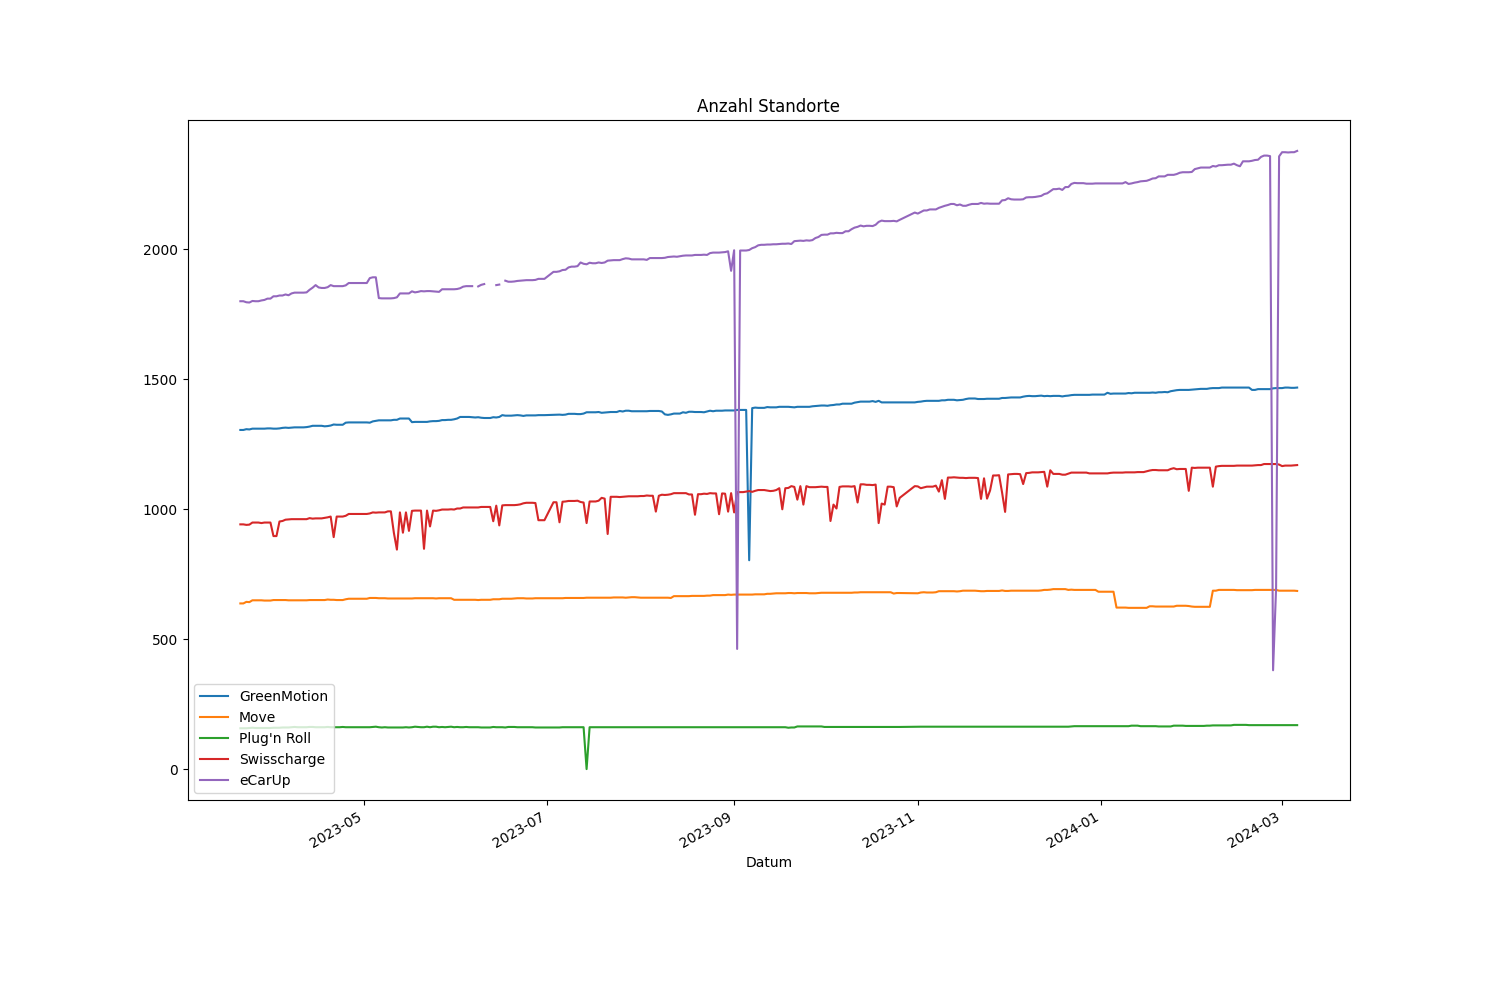 Anzahl Standorte
2000
1500
1000
500
0
GreenMotion
Move
Plug'n Roll
Swisscharge
eCarUp
2023-05
2023-07
2023-09
2023-11
2024-01
2024-03
Datum